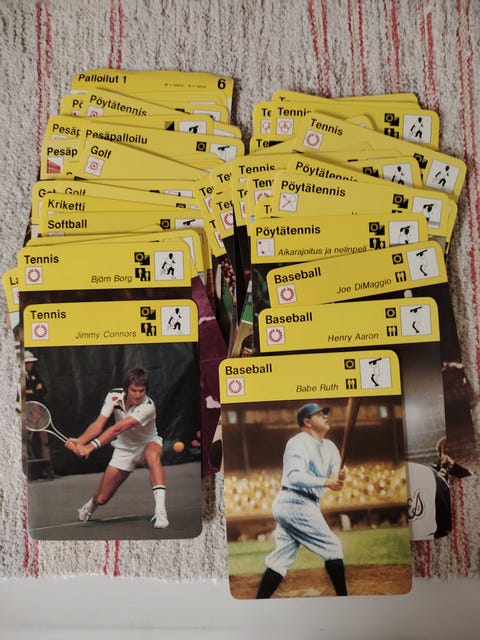 Palloilut 1
6
Pöytätennis
Pesäpalloilu
Golf
Golf
Kriketti
Softball
Tennis
Björn Borg
Tennis
Jimmy Connors
Tennis
Tennis
Pöytätennis
Pöytätennis
Pöytätennis
Aikarajoitus ja nelinpeli
Baseball
Joe DiMaggio
Baseball
Henry Aaron
Baseball
Babe Ruth